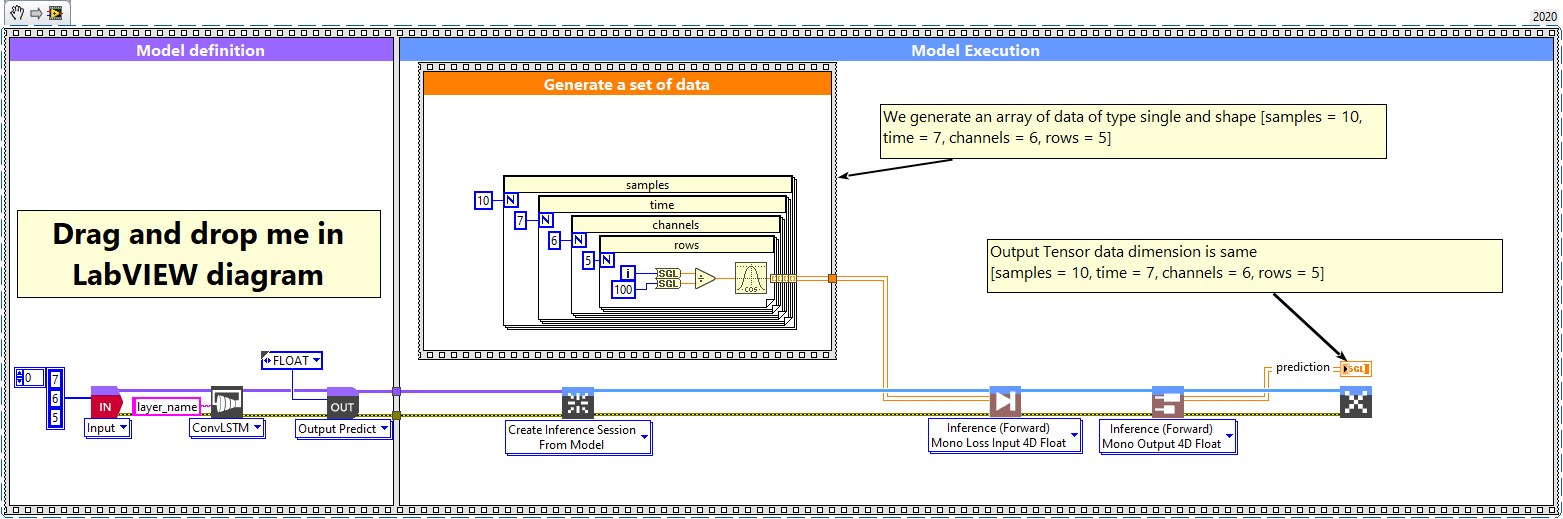 2020
Model definition
Model Execution
Generate a set of data
We generate an array of data of type single and shape [samples = 10,
time = 7, channels = 6, rows = 5]
samples
10 N
time
7 N
channels
6 N
rows
5 N
i
100
SGL
SGL
÷
COS
Drag and drop me in
LabVIEW diagram
Output Tensor data dimension is same
[samples = 10, time = 7, channels = 6, rows = 5]
FLOAT
0
7
6
5
IN
layer_name
OUT
prediction
SGL
Input
ConvLSTM
Output Predict
Create Inference Session
From Model
Inference (Forward)
Mono Loss Input 4D Float
Inference (Forward)
Mono Output 4D Float